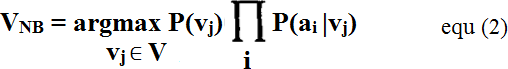 V_NB = argmax P(v_j) ∏ P(a_i | v_j) equ (2)
v_j ∈ V i